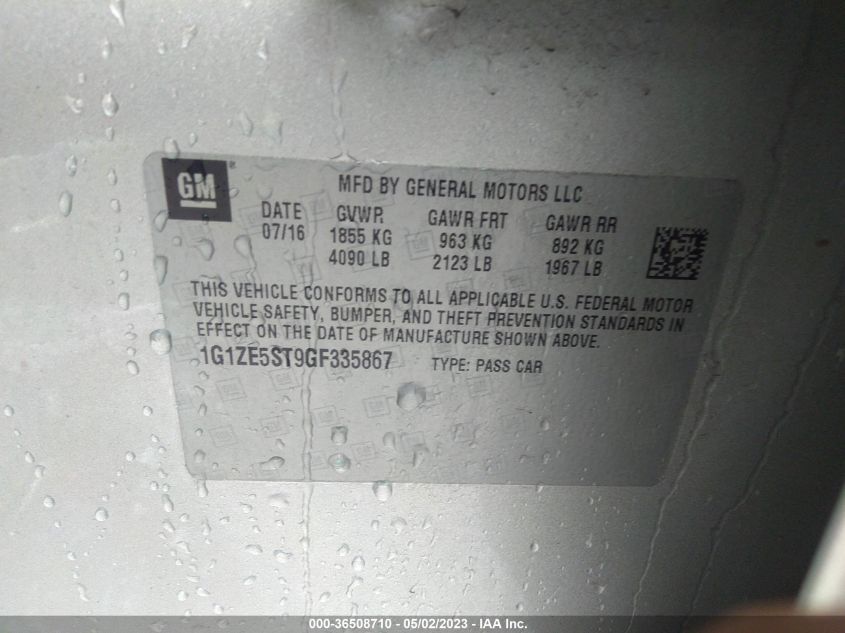 GM
MFD BY GENERAL MOTORS LLC
DATE GVWR GAWR FRT GAWR RR
07/16 1855 KG 963 KG 892 KG
4090 LB 2123 LB 1967 LB
THIS VEHICLE CONFORMS TO ALL APPLICABLE U.S. FEDERAL MOTOR
VEHICLE SAFETY, BUMPER, AND THEFT PREVENTION STANDARDS IN
EFFECT ON THE DATE OF MANUFACTURE SHOWN ABOVE.
1G1ZE5ST9GF335867 TYPE: PASS CAR
000-36508710 - 05/02/2023 - IAA Inc.